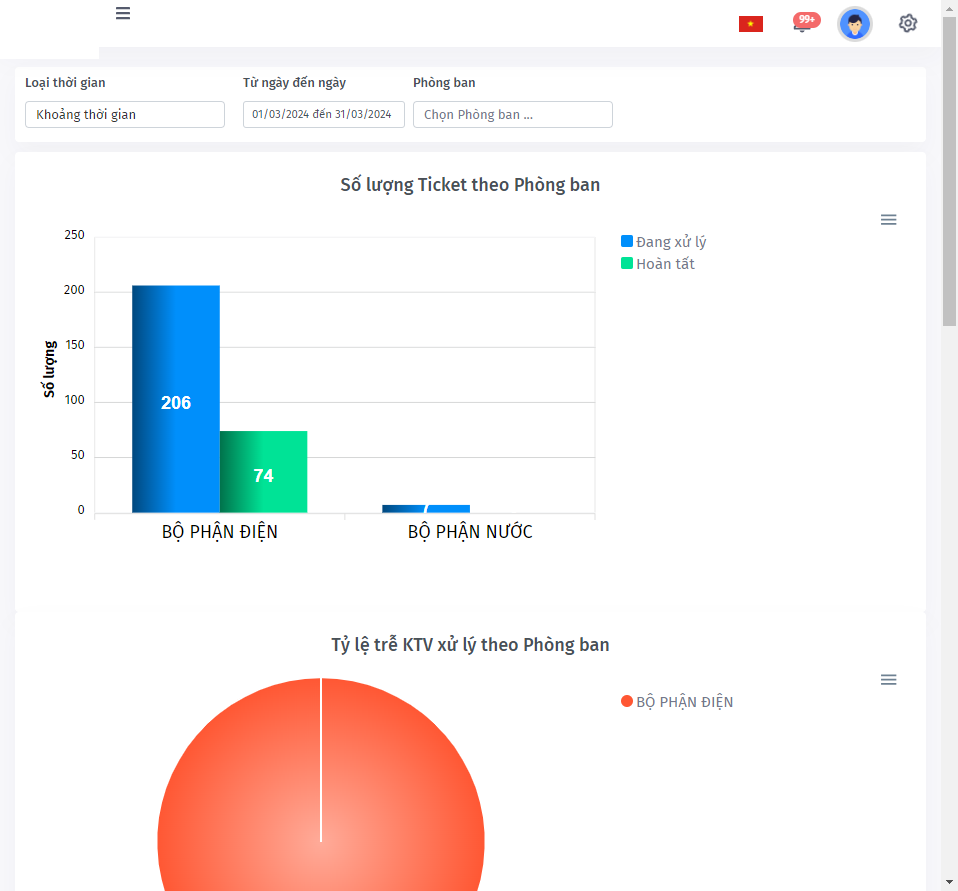 99+
Loại thời gian
Từ ngày đến ngày
Phòng ban
Khoảng thời gian
01/03/2024 đến 31/03/2024
Chọn Phòng ban ...
Số lượng Ticket theo Phòng ban
Đang xử lý
Hoàn tất
Số lượng
250
200
150
100
50
0
206
74
BỘ PHẬN ĐIỆN
BỘ PHẬN NƯỚC
Tỷ lệ trễ KTV xử lý theo Phòng ban
BỘ PHẬN ĐIỆN